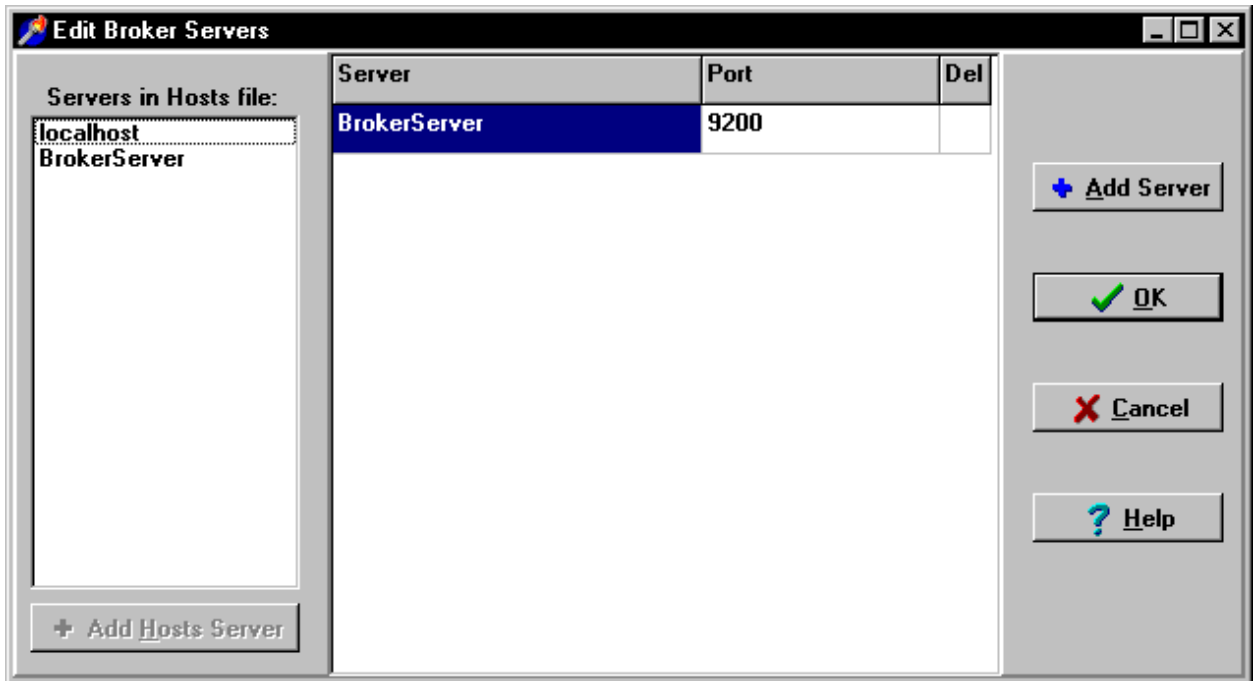 Edit Broker Servers
Servers in Hosts file:
localhost
BrokerServer
Add Hosts Server
Server Port Del
BrokerServer 9200
Add Server
OK
Cancel
Help